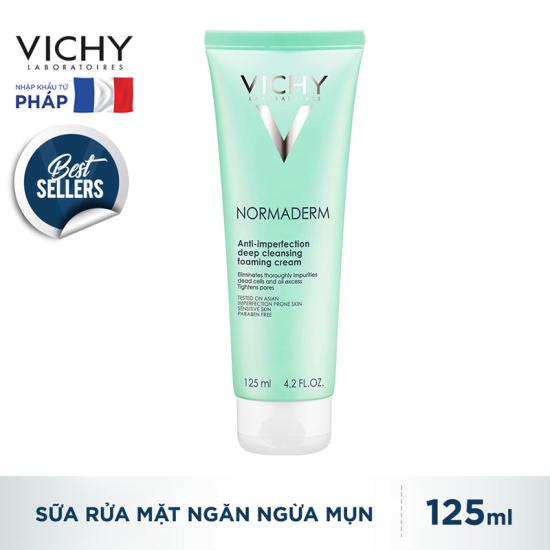 VICHY
LABORATOIRES
NHẬP KHẨU TỪ
PHÁP
Best
SELLERS
VICHY
LABORATOIRES
NORMADERM
Anti-imperfection
deep cleansing
foaming cream
Eliminates thoroughly impurities
dead cells and oil excess
Tightens pores
TESTED ON ASIAN
IMPERFECTION PRONE SKIN
SENSITIVE SKIN
PARABEN FREE
125 ml 4.2 FL.OZ.
SỮA RỬA MẶT NGĂN NGỪA MỤN
125ml